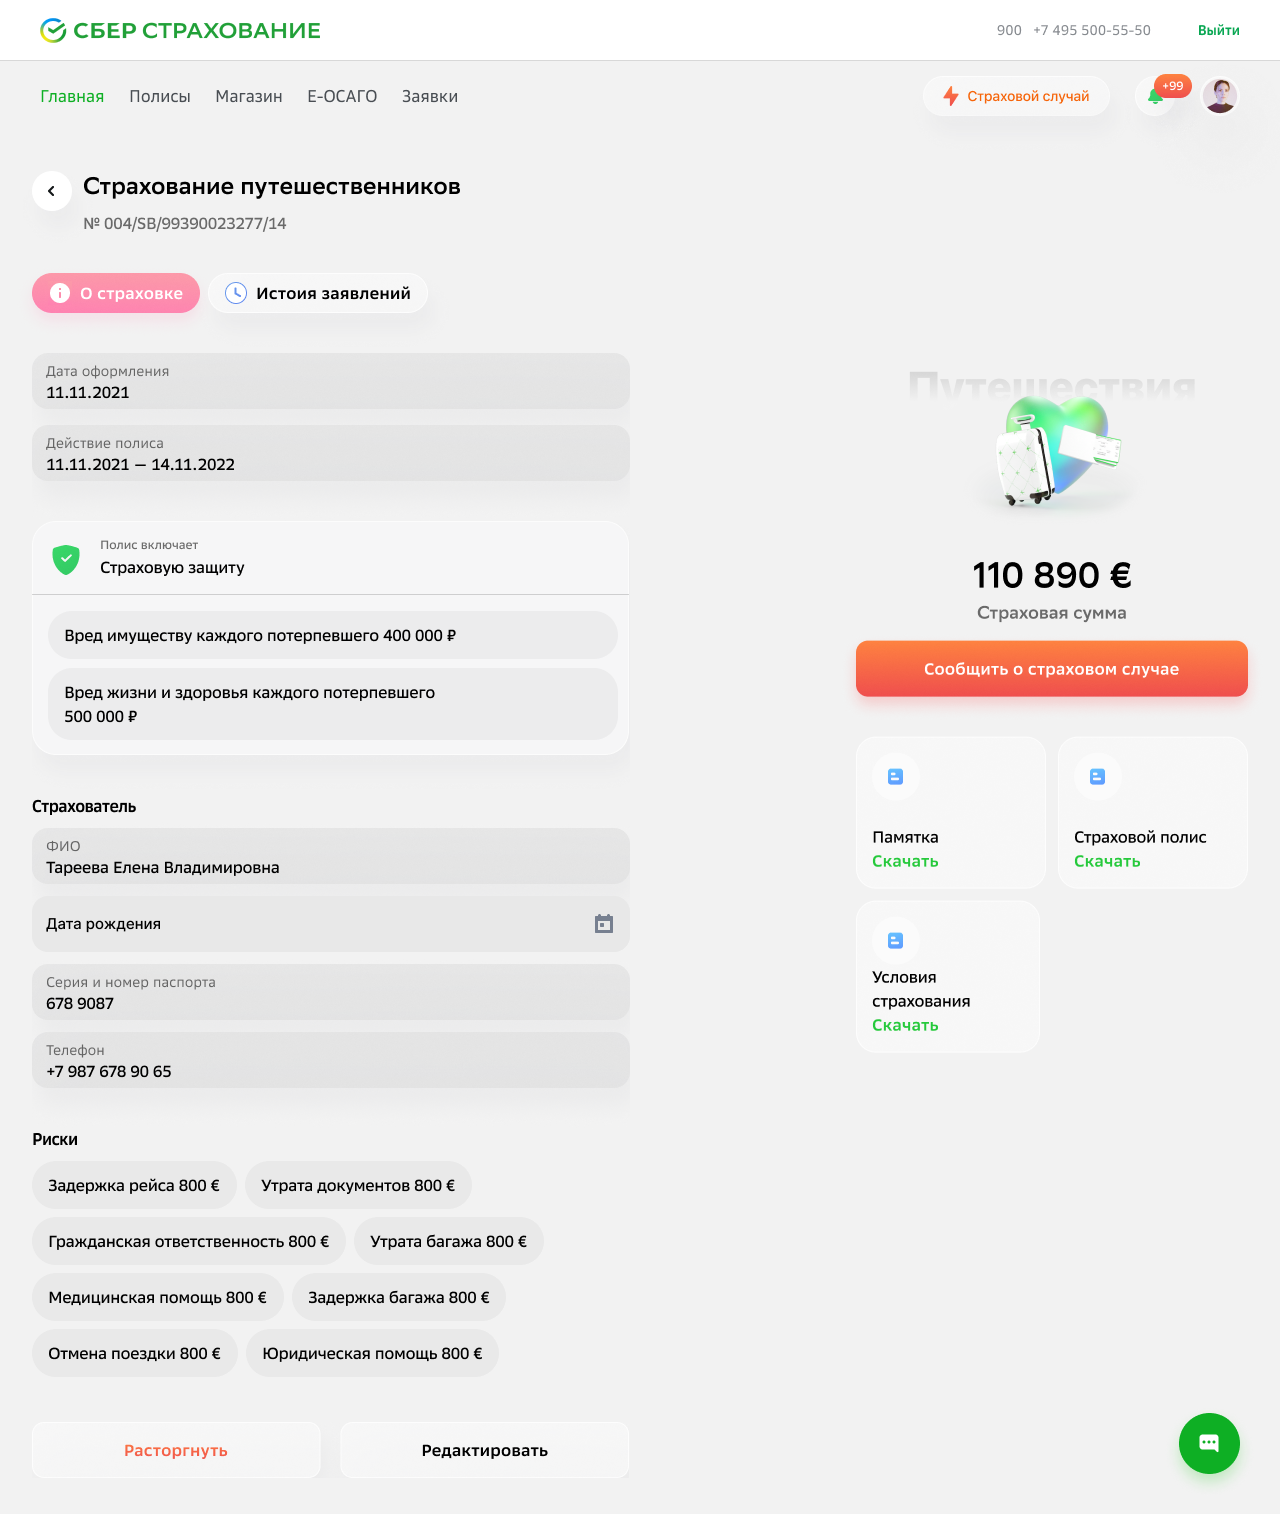 СБЕР СТРАХОВАНИЕ
900 +7 495 500-55-50
Выйти
Главная Полисы Магазин Е-ОСАГО Заявки
Страховой случай
+99
Страхование путешественников
№ 004/SB/99390023277/14
О страховке
Истоия заявлений
Дата оформления
11.11.2021
Действие полиса
11.11.2021 — 14.11.2022
Полис включает
Страховую защиту
Вред имуществу каждого потерпевшего 400 000 ₽
Вред жизни и здоровья каждого потерпевшего
500 000 ₽
Страхователь
ФИО
Тареева Елена Владимировна
Дата рождения
Серия и номер паспорта
678 9087
Телефон
+7 987 678 90 65
Риски
Задержка рейса 800 €
Утрата документов 800 €
Гражданская ответственность 800 €
Утрата багажа 800 €
Медицинская помощь 800 €
Задержка багажа 800 €
Отмена поездки 800 €
Юридическая помощь 800 €
Расторгнуть
Редактировать
Путешествия
110 890 €
Страховая сумма
Сообщить о страховом случае
Памятка
Скачать
Страховой полис
Скачать
Условия
страхования
Скачать